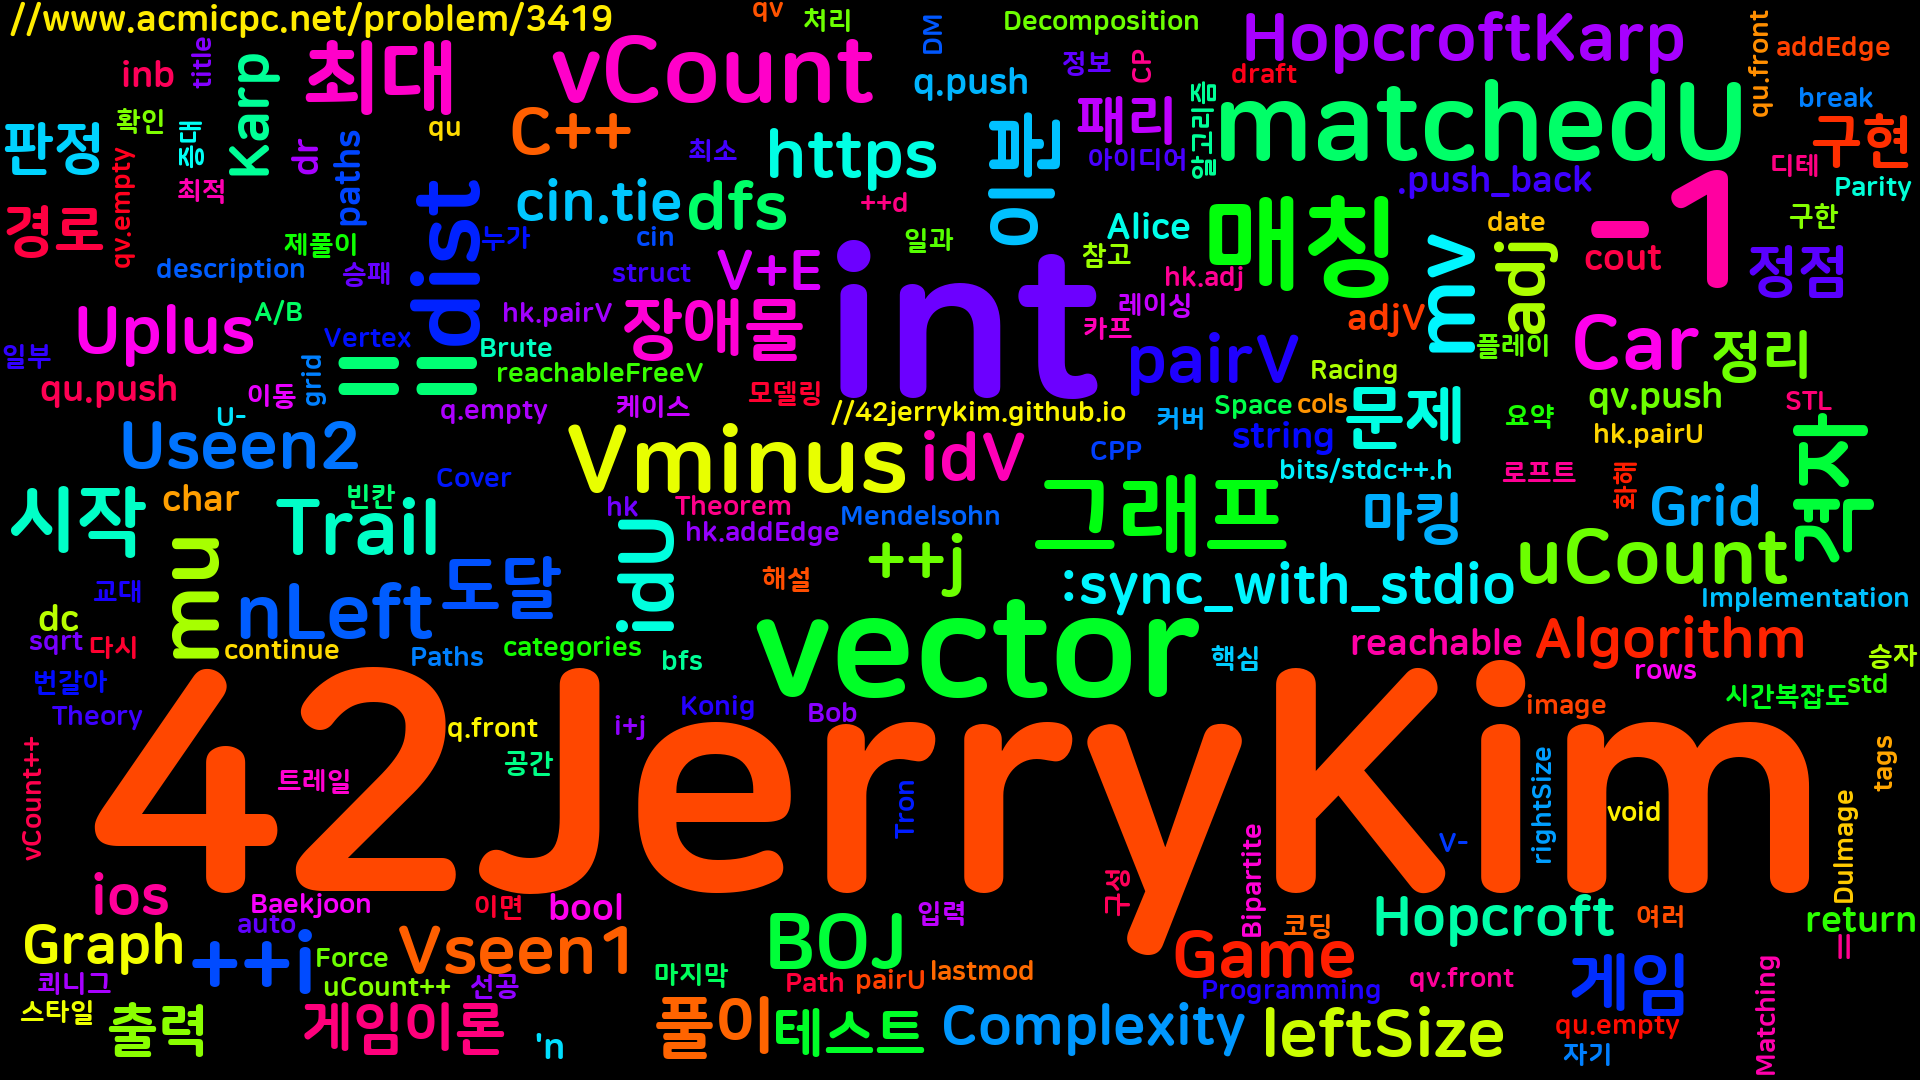 //www.acmicpc.net/problem/3419
qv
처리
DM
Decomposition
HopcroftKarp
qu.front
addEdge
inb
title
Karp
최대
vCount
q.push
정보
CP
draft
break
확인
판정
증대
dr
paths
qu
C++
최소
https
이분
패리
아이디어
알고리즘
matchedU
구현
디테
Parity
qv.empty
최적
경로
제풀이
dist
누가
cin.tie
dfs
++d
cin
일과
Alice
참고
매칭
.push_back
date
-1
구한
description
승패
struct
V+E
int
hk.adj
mv
adj
cout
정점
Uplus
A/B
Vertex
hk.pairV
장애물
레이싱
카프
pairV
adjV
플레이
Car
정리
일부
grid
==
Brute
reachableFreeV
Racing
qu.push
이동
q.empty
케이스
모델링
//42jerrykim.github.io
커버
Space
cols
문제
요약
qv.push
STL
U-
Useen2
Vminus
idV
CPP
string
hk.pairU
격자
Cover
bits/stdc++.h
로프트
화해
시작
char
빈칸
Trail
hk
Theorem
hk.addEdge
Mendelsohn
그래프
마킹
Grid
mu
idU
++j
uCount
교대
도달
해설
:sync_with_stdio
Implementation
dc
nLeft
vector
sqrt
다시
continue
Paths
categories
bfs
핵심
reachable
Algorithm
rows
승자
번갈아
std
시간복잡도
Theory
42JerryKim
q.front
i+j
Konig
Bob
image
공간
vCount++
트레일
Tron
rightSize
void
tags
V-
DuImage
ios
Baekjoon
이면
bool
구성
Bipartite
입력
BOJ
코딩
Hopcroft
여러
return
auto
Graph
++i
Force
Vseen1
Game
||
쾨니그
uCount++
선공
마지막
Path
pairU
lastmod
Programming
qv.front
게임
Matching
스타일
출력
게임이론
'n
풀이
테스트
Complexity
leftSize
qu.empty
자기